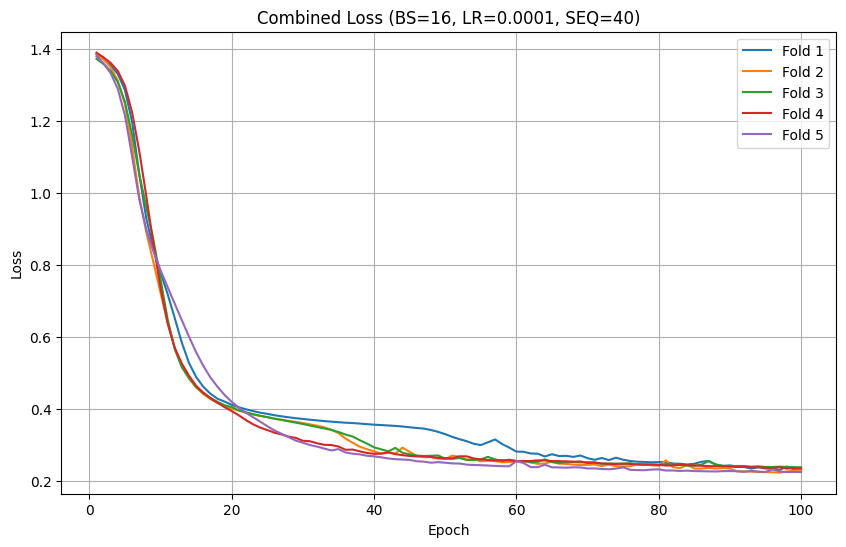 Combined Loss (BS=16, LR=0.0001, SEQ=40)
Fold 1
Fold 2
Fold 3
Fold 4
Fold 5
Loss
1.4
1.2
1.0
0.8
0.6
0.4
0.2
0 20 40 60 80 100
Epoch